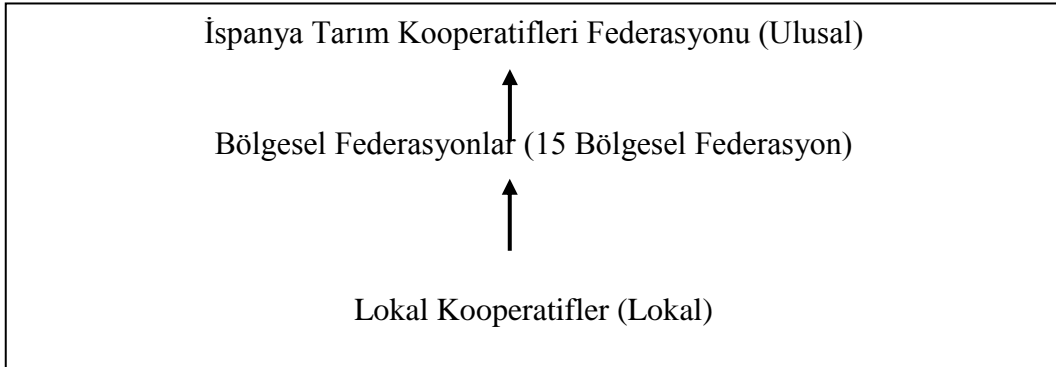 İspanya Tarım Kooperatifleri Federasyonu (Ulusal)
Bölgesel Federasyonlar (15 Bölgesel Federasyon)
Lokal Kooperatifler (Lokal)